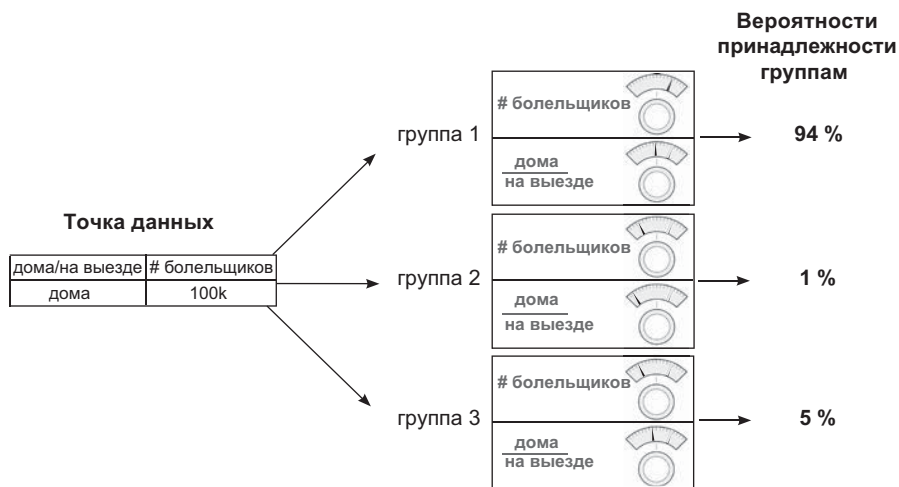 Вероятности
принадлежности
группам
# болельщиков
группа 1
94 %
дома
на выезде
Точка данных
# болельщиков
дома/на выезде # болельщиков
группа 2
1 %
дома 100k
дома
на выезде
# болельщиков
группа 3
5 %
дома
на выезде